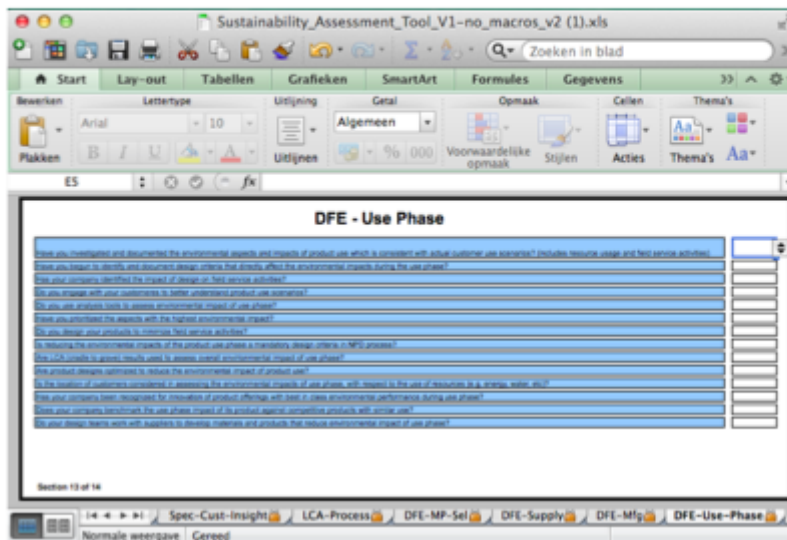 Sustainability_Assessment_Tool_V1-no_macros_v2 (1).xls
Zoeken in blad
Start Lay-out Tabellen Grafieken SmartArt Formules Gegevens
Bewerken Lettertype Uitlijning Getal Opmaak Cellen Thema's
Arial 10 Algemeen
Plakken B I U A Uitlijnen % 000 Voorwaardelijke opmaak Stijlen Acties Thema's Aa
E5 fx
DFE - Use Phase
Have you investigated and documented the environmental aspects and impacts of product use which is consistent with actual customer use scenarios? (includes resource usage and field service activities)
Have you begun to identify and document design criteria that directly affect the environmental impacts during the use phase?
Has your company identified the impact of design on field service activities?
Do you engage with your customers to better understand product use scenarios?
Do you use analysis tools to assess environmental impact of use phase?
Have you prioritized the aspects with the highest environmental impact?
Do you design your products to minimize field service activities?
Is reducing the environmental impacts of the product use phase a mandatory design criteria in NPD process?
Are LCA (cradle to grave) results used to assess overall environmental impact of use phase?
Are product designs optimized to reduce the environmental impact of product use?
Is the location of customers considered in assessing the environmental impacts of use phase, with respect to the use of resources (e.g. energy, water, etc)?
Has your company been recognized for innovation of product offerings with best in class environmental performance during use phase?
Does your company benchmark the use phase impact of its product against competitive products with similar use?
Do your design teams work with suppliers to develop materials and products that reduce environmental impact of use phase?
Section 13 of 14
Spec-Cust-Insight LCA-Process DFE-MP-Sel DFE-Supply DFE-Mfg DFE-Use-Phase
Normale weergave Gereed